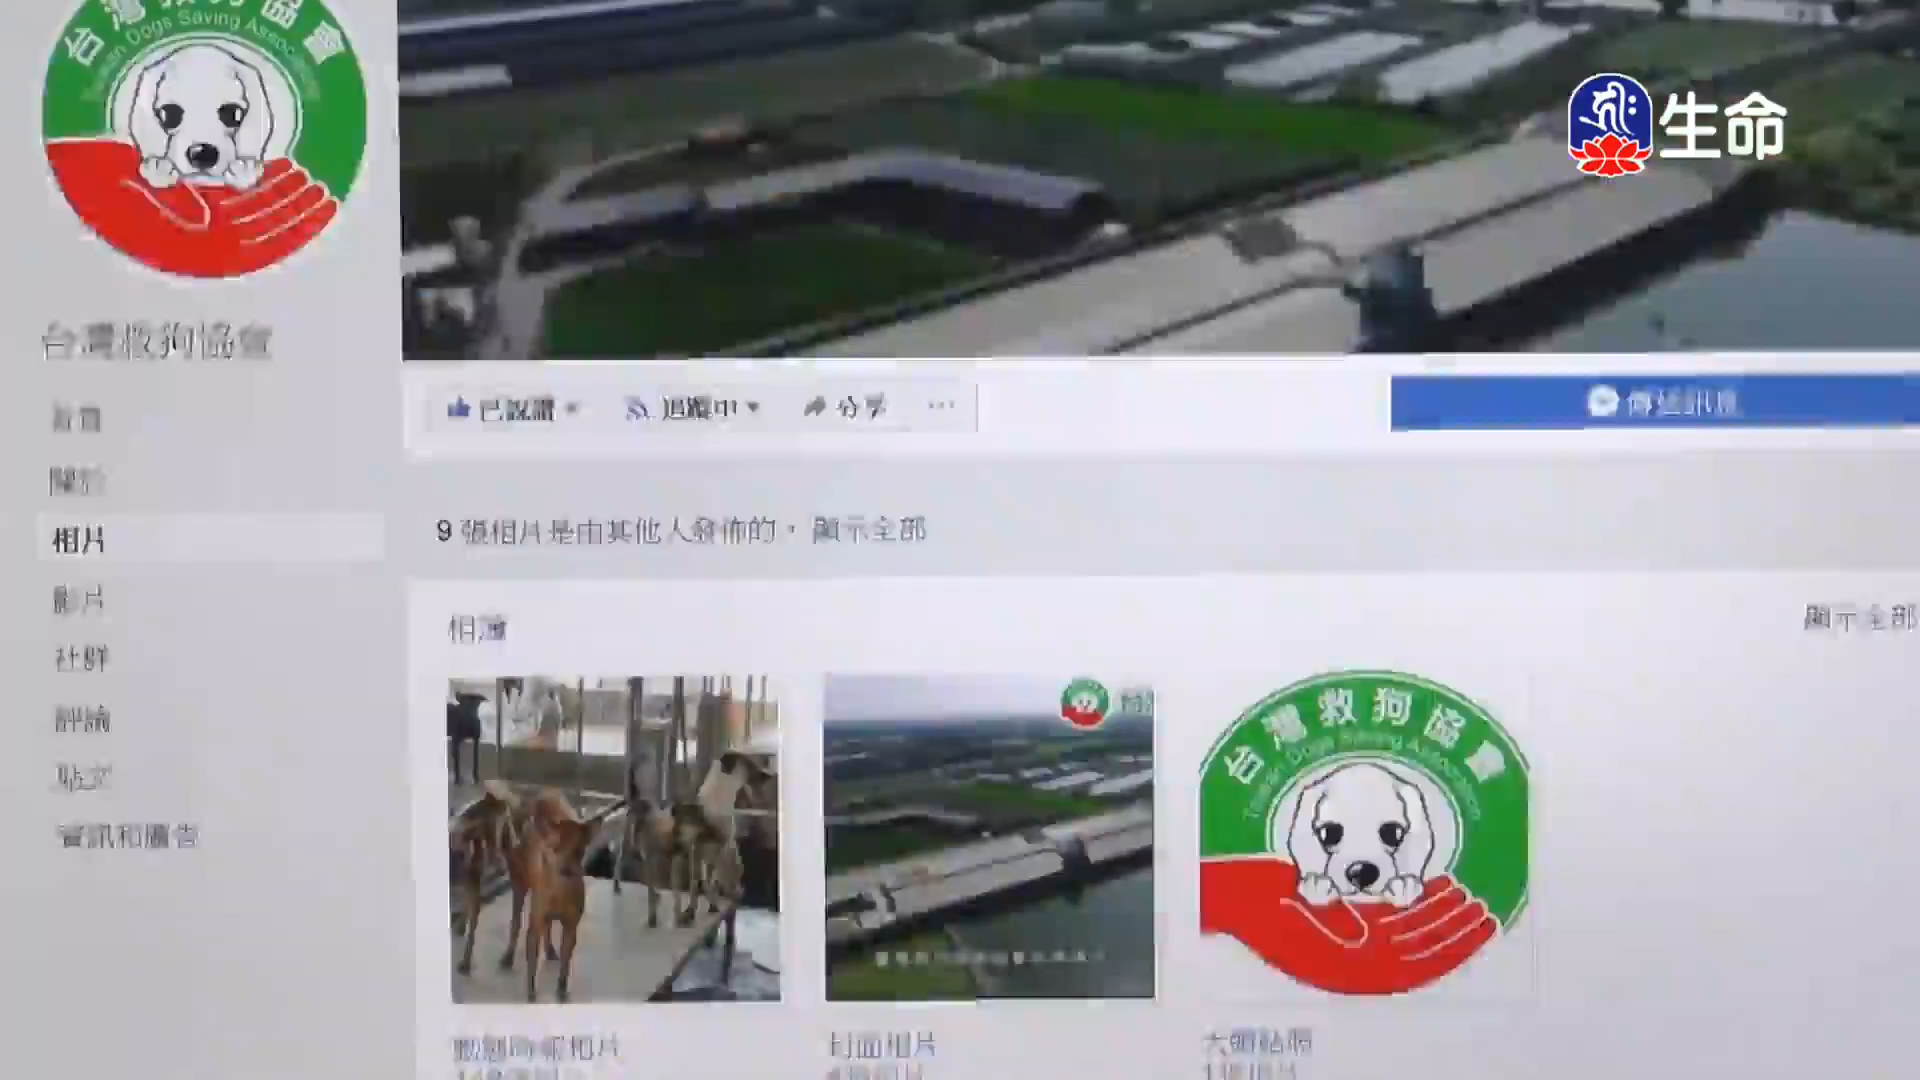 台灣救狗協會
Taiwan Dogs Saving Association
生命
台灣救狗協會
首頁
關於
相片
影片
社群
評論
貼文
資訊和廣告
已說讚
追蹤中
分享
傳送訊息
9 張相片是由其他人發佈的。 顯示全部
相簿
顯示全部
台灣救狗協會
Taiwan Dogs Saving Association
動態時報相片
封面相片
大頭貼照